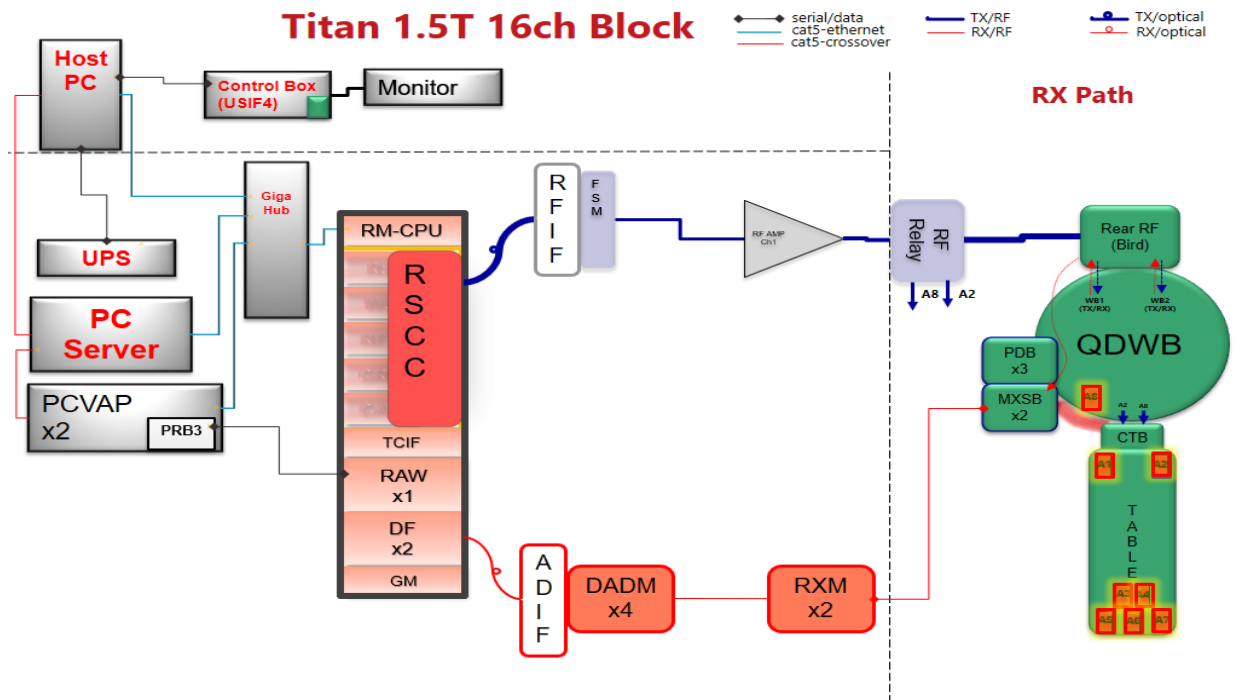 Titan 1.5T 16ch Block
serial/data
cat5-ethernet
cat5-crossover
TX/RF
RX/RF
TX/optical
RX/optical
Host
PC
Control Box
(USIF4)
Monitor
RX Path
Giga
Hub
UPS
PC
Server
PCVAP
x2
PRB3
RM-CPU
R
S
C
C
TCIF
RAW
x1
DF
x2
GM
R
F
I
F
F
S
M
RF AMP
Ch1
RF
Relay
A8
A2
Rear RF
(Bird)
WB1
(TX/RX)
WB2
(TX/RX)
QDWB
PDB
x3
MXSB
x2
A8
A2
A8
CTB
A1
A2
T
A
B
L
E
A3
A4
A5
A6
A7
A
D
I
F
DADM
x4
RXM
x2